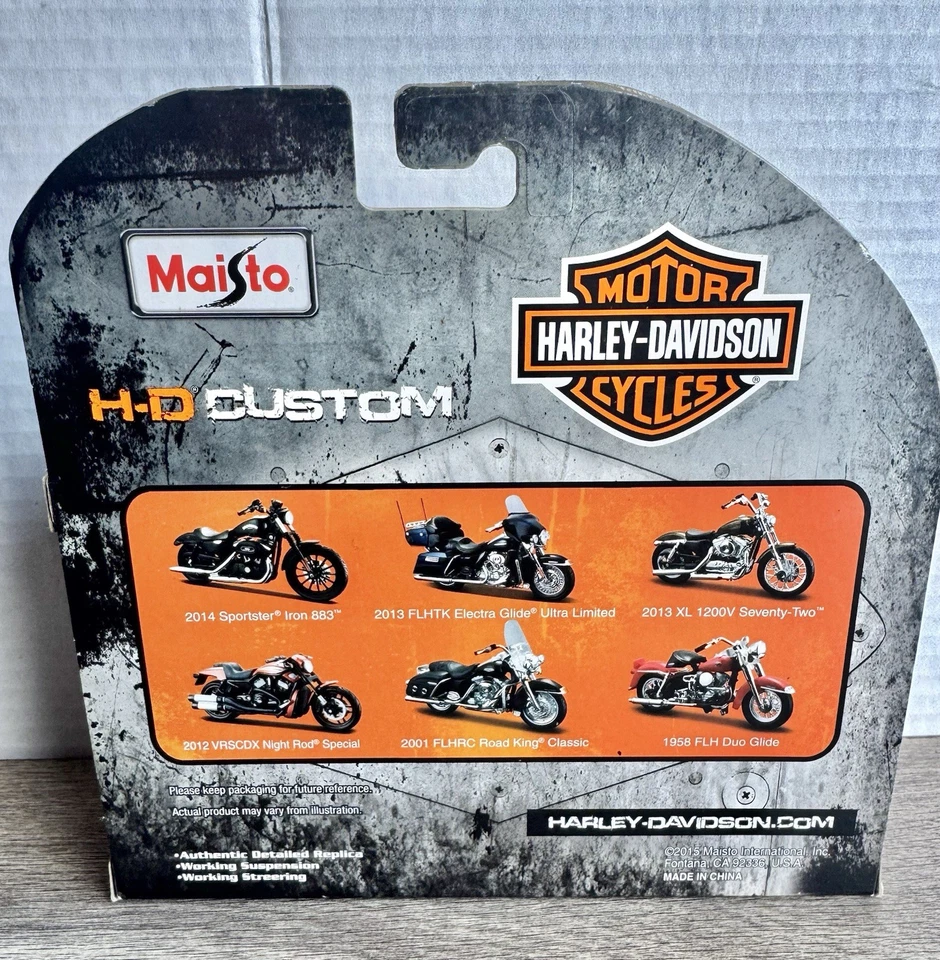 Maisto®
MOTOR
HARLEY-DAVIDSON
CYCLES®
H-D® CUSTOM
2014 Sportster® Iron 883™
2013 FLHTK Electra Glide® Ultra Limited
2013 XL 1200V Seventy-Two™
2012 VRSCDX Night Rod® Special
2001 FLHRC Road King® Classic
1958 FLH Duo Glide
Please keep packaging for future reference.
Actual product may vary from illustration.
HARLEY-DAVIDSON.COM
•Authentic Detailed Replica
•Working Suspension
•Working Streering
©2015 Maisto International, Inc.
Fontana, CA 92336, U.S.A.
MADE IN CHINA